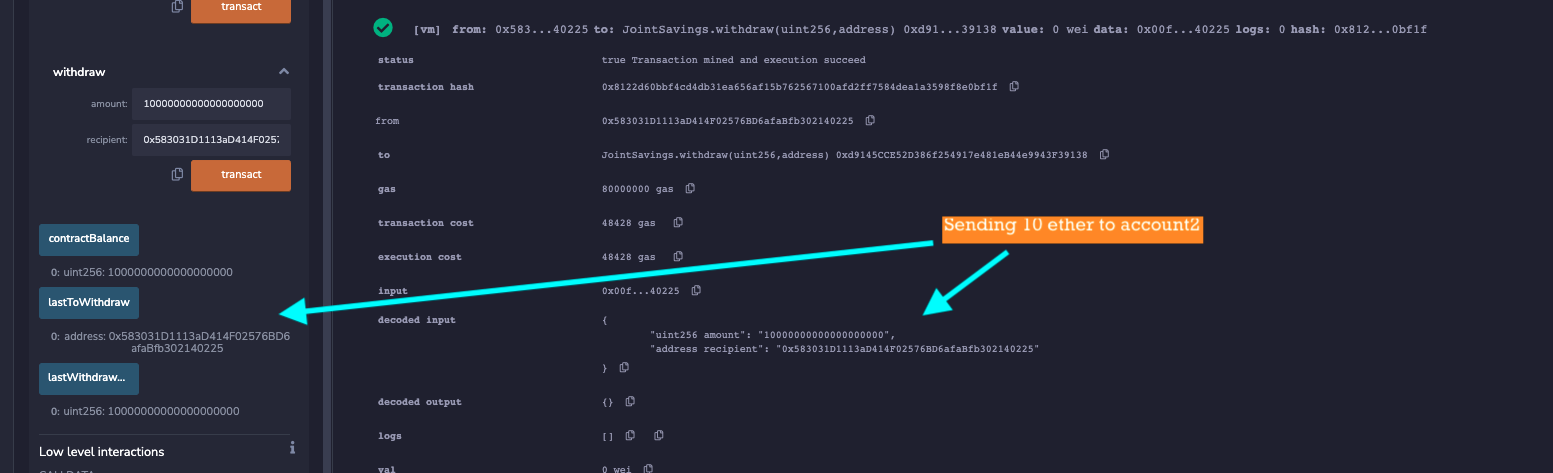 transact
withdraw
amount: 10000000000000000000
recipient: 0x583031D1113aD414F0257
transact
contractBalance
0: uint256: 1000000000000000000
lastToWithdraw
0: address: 0x583031D1113aD414F02576BD6
afaBfb302140225
lastWithdraw...
0: uint256: 10000000000000000000
Low level interactions
i
[vm] from: 0x583...40225 to: JointSavings.withdraw(uint256,address) 0xd91...39138 value: 0 wei data: 0x00f...40225 logs: 0 hash: 0x812...0bf1f
status true Transaction mined and execution succeed
transaction hash 0x8122d60bbf4cd4db31ea656af15b762567100afd2ff7584dea1a3598f8e0bf1f
from 0x583031D1113aD414F02576BD6afaBfb302140225
to JointSavings.withdraw(uint256,address) 0xd9145CCE52D386f254917e481eB44e9943F39138
gas 80000000 gas
transaction cost 48428 gas
execution cost 48428 gas
input 0x00f...40225
decoded input {
"uint256 amount": "10000000000000000000",
"address recipient": "0x583031D1113aD414F02576BD6afaBfb302140225"
}
decoded output {}
logs []
val 0 wei
Sending 10 ether to account2